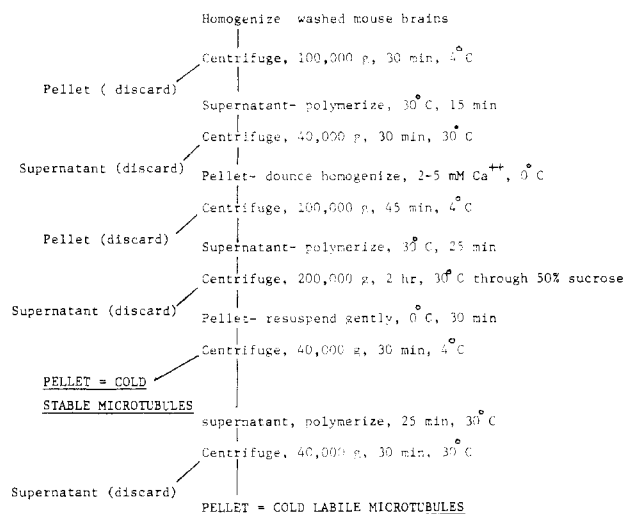 Homogenize washed mouse brains
Centrifuge, 100,000 g, 30 min, 4°C
Pellet ( discard)
Supernatant- polymerize, 30°C, 15 min
Centrifuge, 40,000 g, 30 min, 30°C
Supernatant (discard)
Pellet- dounce homogenize, 2-5 mM Ca++, 0°C
Centrifuge, 100,000 g, 45 min, 4°C
Pellet (discard)
Supernatant- polymerize, 30°C, 25 min
Centrifuge, 200,000 g, 2 hr, 30°C through 50% sucrose
Supernatant (discard)
Pellet- resuspend gently, 0°C, 30 min
Centrifuge, 40,000 g, 30 min, 4°C
PELLET = COLD
STABLE MICROTUBULES
supernatant, polymerize, 25 min, 30°C
Centrifuge, 40,000 g, 30 min, 30°C
Supernatant (discard)
PELLET = COLD LABILE MICROTUBULES